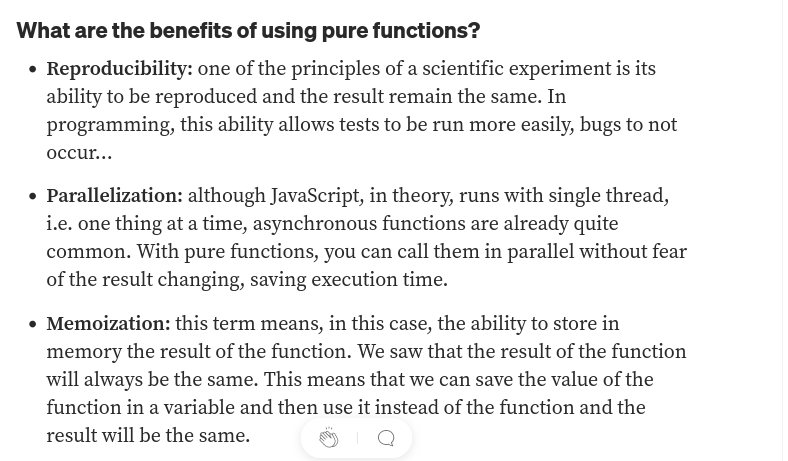 What are the benefits of using pure functions?
• Reproducibility: one of the principles of a scientific experiment is its
ability to be reproduced and the result remain the same. In
programming, this ability allows tests to be run more easily, bugs to not
occur…
• Parallelization: although JavaScript, in theory, runs with single thread,
i.e. one thing at a time, asynchronous functions are already quite
common. With pure functions, you can call them in parallel without fear
of the result changing, saving execution time.
• Memoization: this term means, in this case, the ability to store in
memory the result of the function. We saw that the result of the function
will always be the same. This means that we can save the value of the
function in a variable and then use it instead of the function and the
result will be the same.